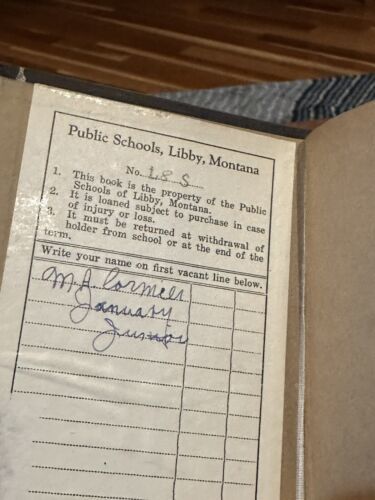 Public Schools, Libby, Montana
No. L 8 S
1. This book is the property of the Public
Schools of Libby, Montana.
2. It is loaned subject to purchase in case
of injury or loss.
3. It must be returned at withdrawal of
holder from school or at the end of the
term.
Write your name on first vacant line below.
M. A.
January
Junior